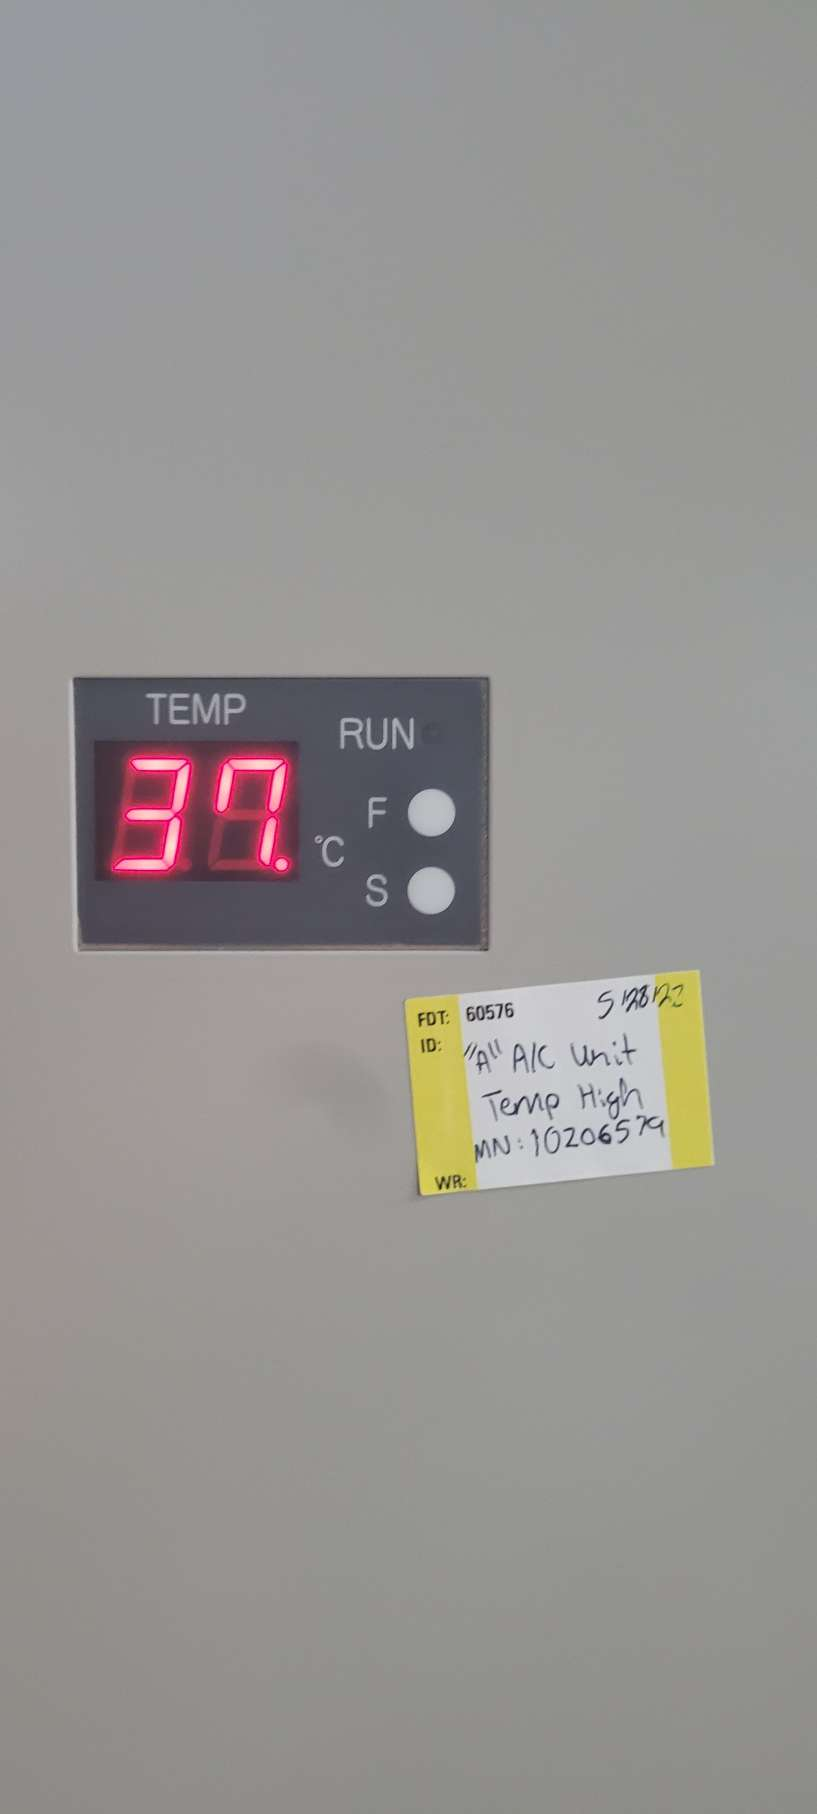 TEMP
RUN
37.
°C
F
S
FDT: 60576 5/28/22
ID: "A" A/C Unit
Temp High
MN: 10206579
WR: